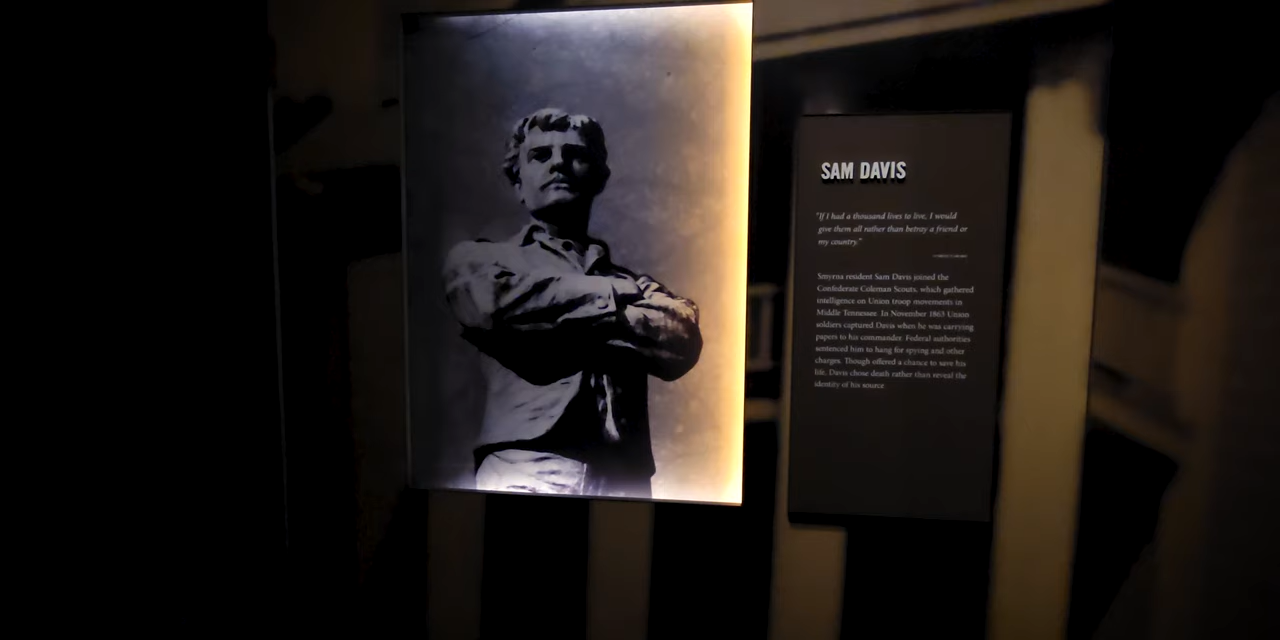 SAM DAVIS
"If I had a thousand lives to live, I would
give them all rather than betray a friend or
my country."
Smyrna resident Sam Davis joined the
Confederate Coleman Scouts, which gathered
intelligence on Union troop movements in
Middle Tennessee. In November 1863 Union
soldiers captured Davis when he was carrying
papers to his commander. Federal authorities
sentenced him to hang for spying and other
charges. Though offered a chance to save his
life, Davis chose death rather than reveal the
identity of his source.